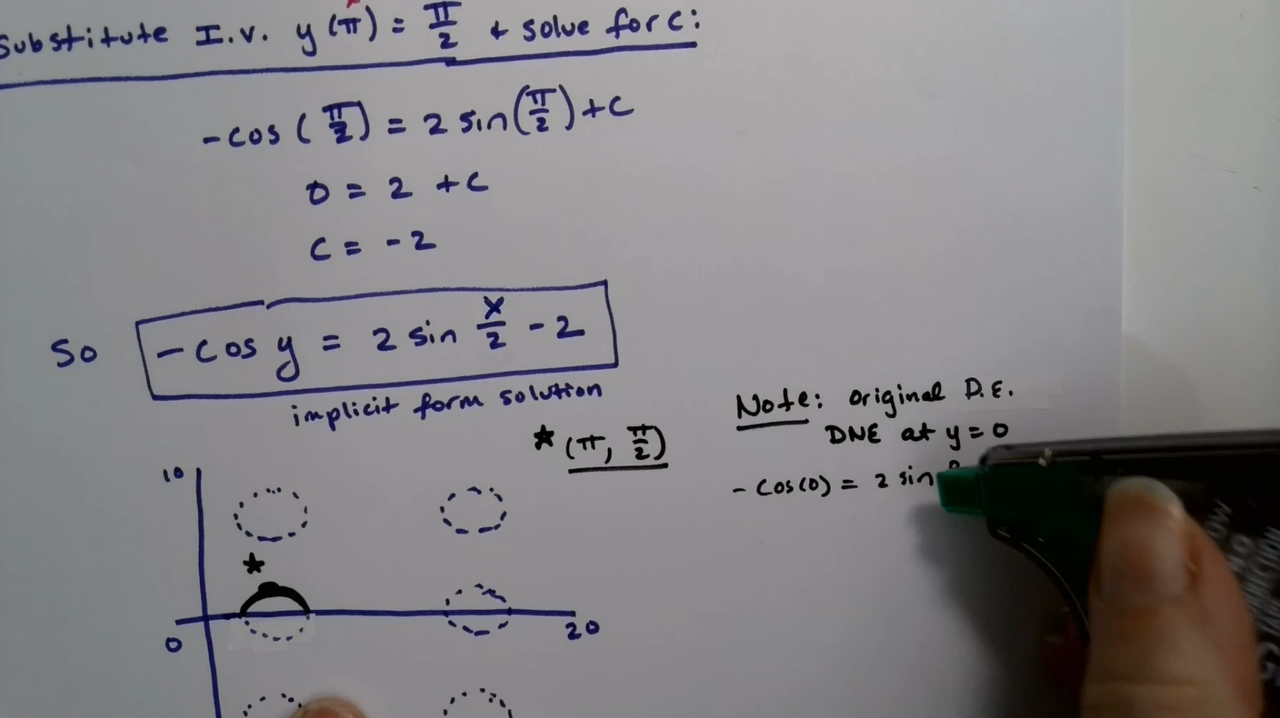 Substitute I.V. y(π) = π/2 + solve for c:
-cos(π/2) = 2 sin(π/2) + c
0 = 2 + c
c = -2
So -cos y = 2 sin x/2 - 2
implicit form solution
Note: original D.E.
DNE at y=0
* (π, π/2)
-cos(0) = 2 sin
10
*
0
20